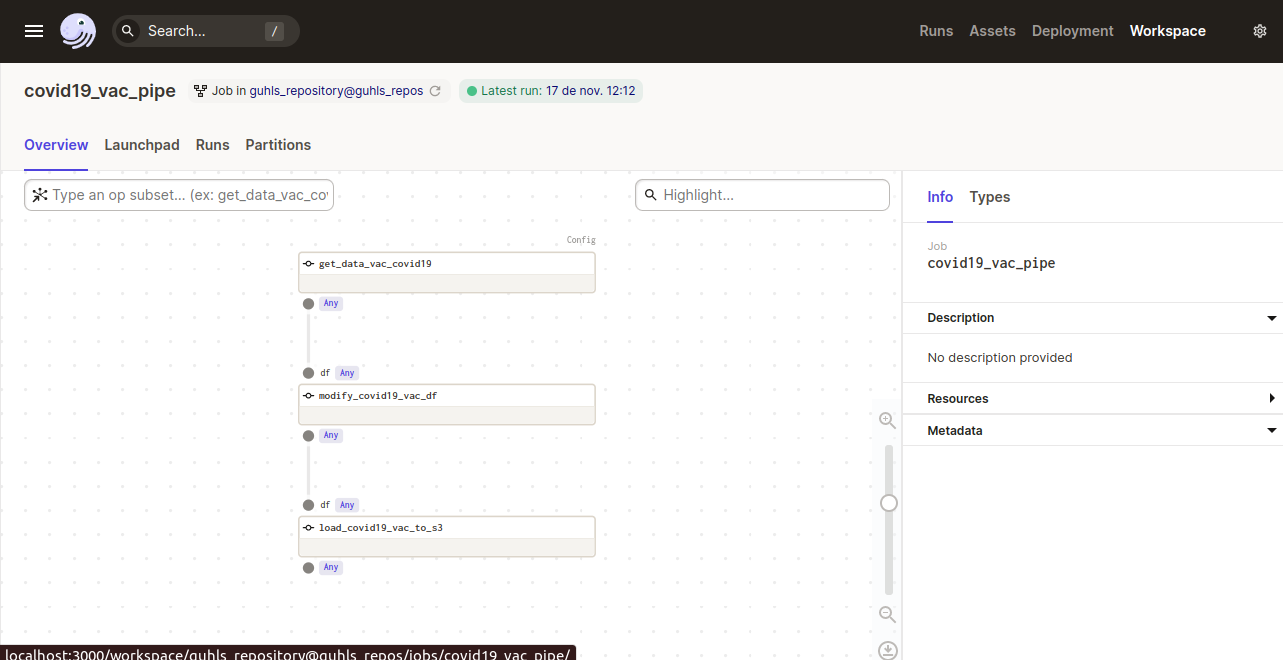 Search... /
Runs Assets Deployment Workspace
covid19_vac_pipe Job in guhls_repository@guhls_repos Latest run: 17 de nov. 12:12
Overview Launchpad Runs Partitions
Type an op subset... (ex: get_data_vac_co
Highlight...
Info Types
Config
get_data_vac_covid19
Any
df Any
modify_covid19_vac_df
Any
df Any
load_covid19_vac_to_s3
Any
Job
covid19_vac_pipe
Description
No description provided
Resources
Metadata
localhost:3000/workspace/guhls_repository@guhls_repos/jobs/covid19_vac_pipe/